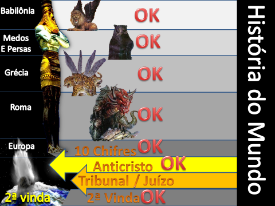 Babilônia
OK
Medos
E Persas
OK
Grécia
OK
Roma
OK
Europa
10 Chifres
OK
Anticristo
OK
Tribunal / Juízo
2ª vinda
2ª Vinda
OK
História do Mundo